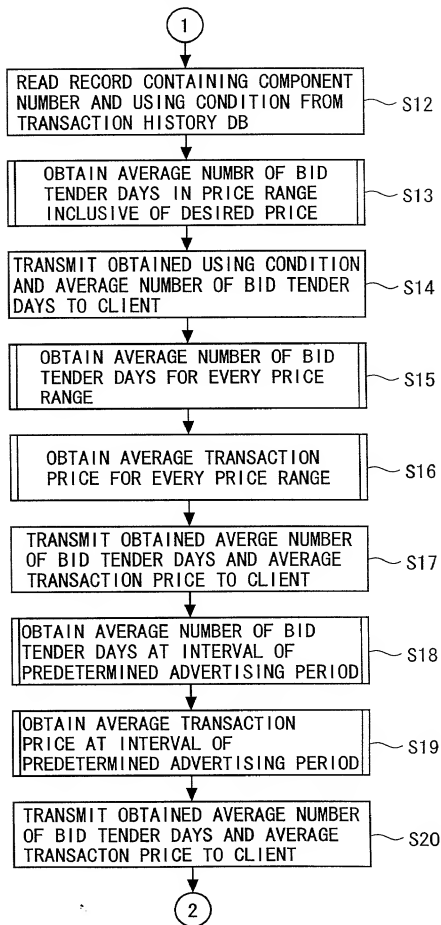 1
READ RECORD CONTAINING COMPONENT
NUMBER AND USING CONDITION FROM
TRANSACTION HISTORY DB
S12
OBTAIN AVERAGE NUMBR OF BID
TENDER DAYS IN PRICE RANGE
INCLUSIVE OF DESIRED PRICE
S13
TRANSMIT OBTAINED USING CONDITION
AND AVERAGE NUMBER OF BID TENDER
DAYS TO CLIENT
S14
OBTAIN AVERAGE NUMBER OF BID
TENDER DAYS FOR EVERY PRICE
RANGE
S15
OBTAIN AVERAGE TRANSACTION
PRICE FOR EVERY PRICE RANGE
S16
TRANSMIT OBTAINED AVERGE NUMBER
OF BID TENDER DAYS AND AVERAGE
TRANSACTION PRICE TO CLIENT
S17
OBTAIN AVERAGE NUMBER OF BID
TENDER DAYS AT INTERVAL OF
PREDETERMINED ADVERTISING PERIOD
S18
OBTAIN AVERAGE TRANSACTION
PRICE AT INTERVAL OF
PREDETERMINED ADVERTISING PERIOD
S19
TRANSMIT OBTAINED AVERAGE NUMBER
OF BID TENDER DAYS AND AVERAGE
TRANSACTON PRICE TO CLIENT
S20
2